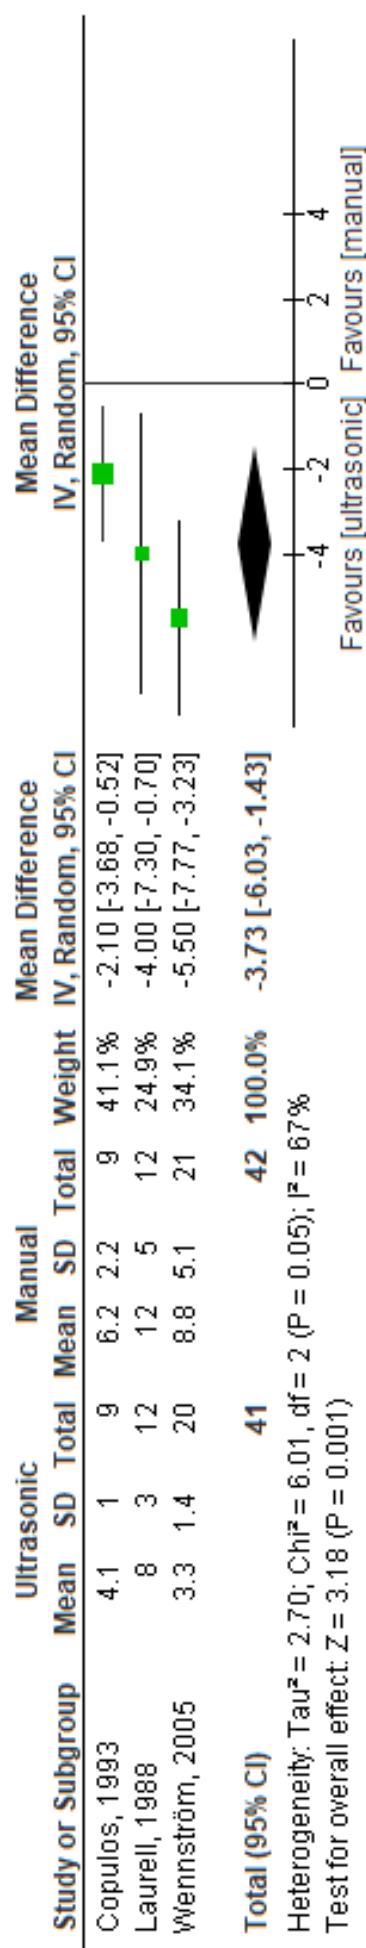 Ultrasonic Manual Mean Difference Mean Difference
Study or Subgroup Mean SD Total Mean SD Total Weight IV, Random, 95% CI IV, Random, 95% CI
Copulos, 1993 4.1 1 9 6.2 2.2 9 41.1% -2.10 [-3.68, -0.52]
Laurell, 1988 8 3 12 12 5 12 24.9% -4.00 [-7.30, -0.70]
Wennström, 2005 3.3 1.4 20 8.8 5.1 21 34.1% -5.50 [-7.77, -3.23]
Total (95% CI) 41 42 100.0% -3.73 [-6.03, -1.43]
Heterogeneity: Tau² = 2.70; Chi² = 6.01, df = 2 (P = 0.05); I² = 67%
Test for overall effect: Z = 3.18 (P = 0.001)
-4 -2 0 2 4
Favours [ultrasonic] Favours [manual]